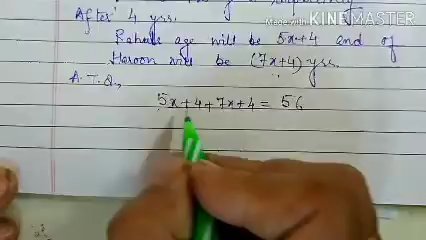 Made with KINEMASTER
After 4 yrs.
Rahul's age will be 5x+4 and of
Haroon will be (7x+4) yrs.
A.T.Q.,
5x+4+7x+4 = 56